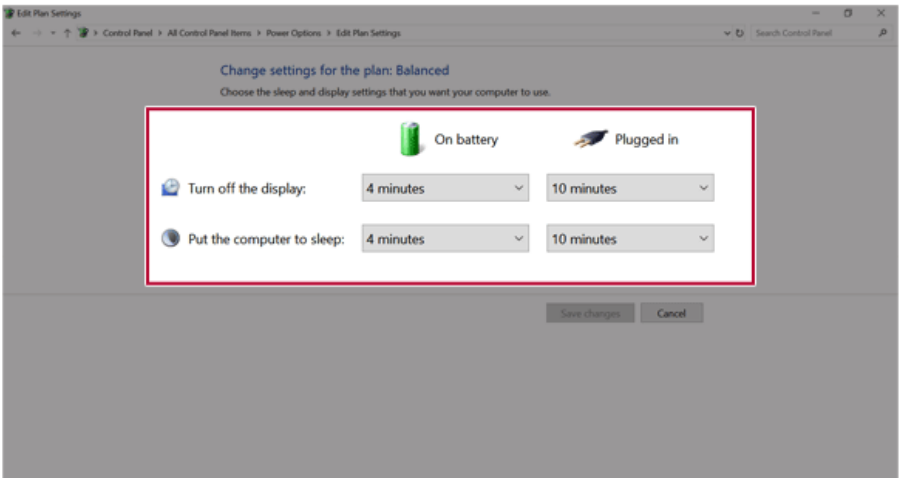 Edit Plan Settings
Control Panel > All Control Panel Items > Power Options > Edit Plan Settings
Search Control Panel
Change settings for the plan: Balanced
Choose the sleep and display settings that you want your computer to use.
On battery Plugged in
Turn off the display: 4 minutes 10 minutes
Put the computer to sleep: 4 minutes 10 minutes
Save changes Cancel